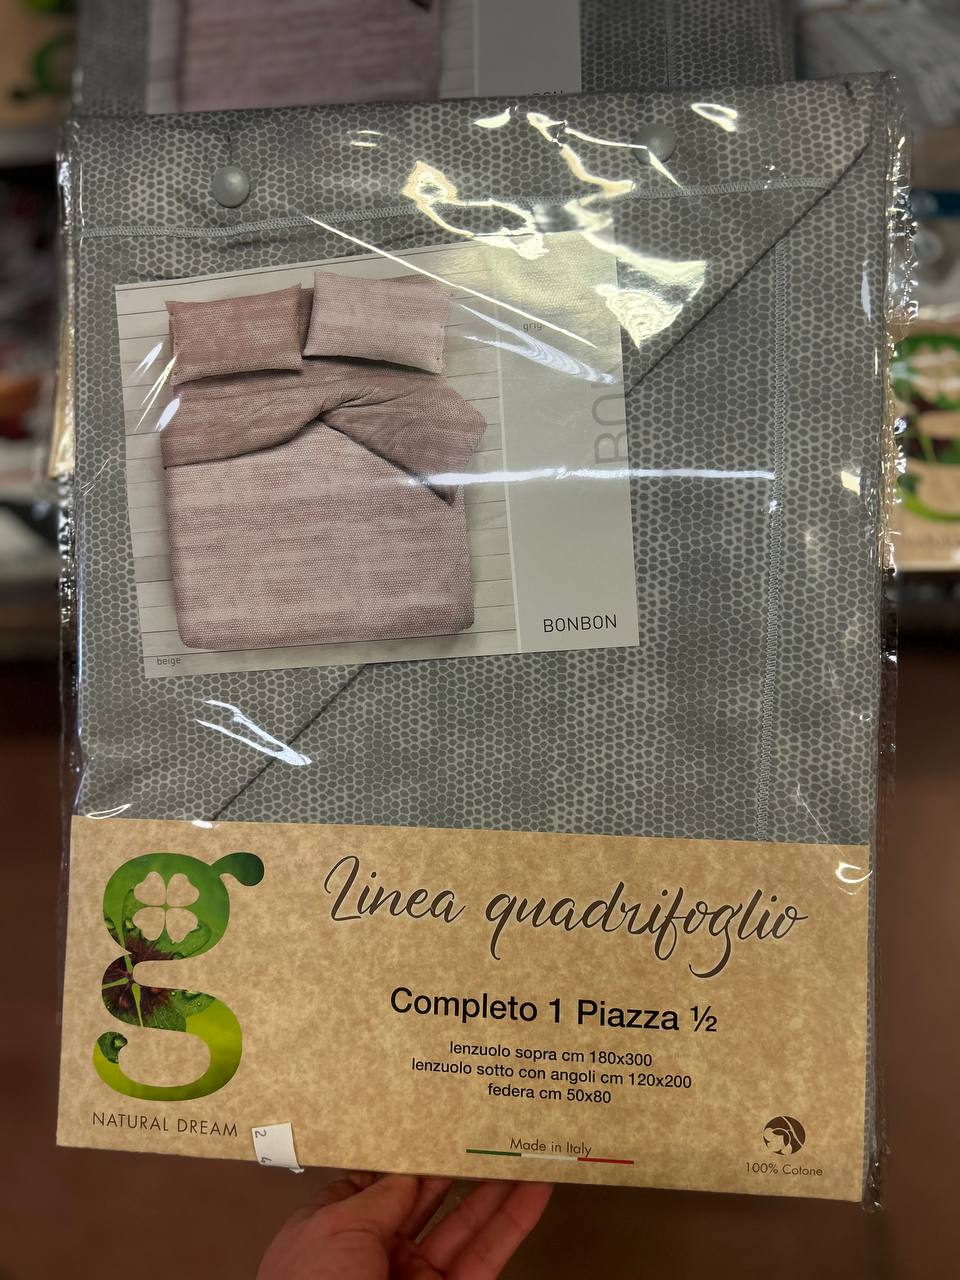 BO
BONBON
beige
Linea quadrifoglio
Completo 1 Piazza ½
lenzuolo sopra cm 180x300
lenzuolo sotto con angoli cm 120x200
federa cm 50x80
NATURAL DREAM
Made in Italy
100% Cotone